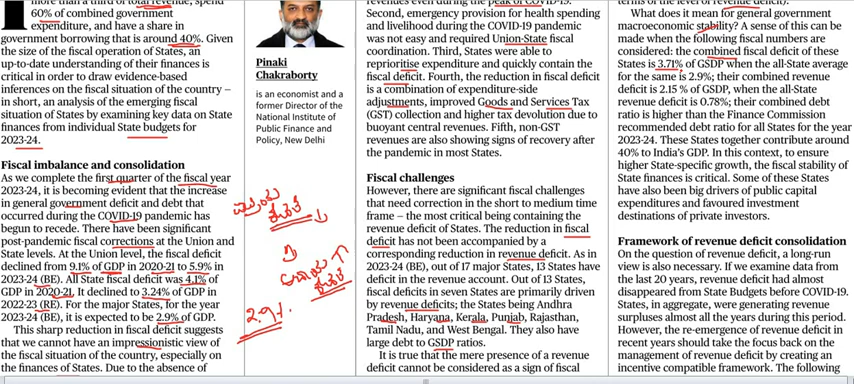 60% of combined government
expenditure, and have a share in
government borrowing that is around 40%. Given
the size of the fiscal operation of States, an
up-to-date understanding of their finances is
critical in order to draw evidence-based
inferences on the fiscal situation of the country –
in short, an analysis of the emerging fiscal
situation of States by examining key data on State
finances from individual State budgets for
2023-24.
Fiscal imbalance and consolidation
As we complete the first quarter of the fiscal year
2023-24, it is becoming evident that the increase
in general government deficit and debt that
occurred during the COVID-19 pandemic has
begun to recede. There have been significant
post-pandemic fiscal corrections at the Union and
State levels. At the Union level, the fiscal deficit
declined from 9.1% of GDP in 2020-21 to 5.9% in
2023-24 (BE). All State fiscal deficit was 4.1% of
GDP in 2020-21. It declined to 3.24% of GDP in
2022-23 (RE). For the major States, for the year
2023-24 (BE), it is expected to be 2.9% of GDP.
This sharp reduction in fiscal deficit suggests
that we cannot have an impressionistic view of
the fiscal situation of the country, especially on
the finances of States. Due to the absence of
Pinaki
Chakraborty
is an economist and a
former Director of the
National Institute of
Public Finance and
Policy, New Delhi
2.9%
revenues even during the peak of COVID-19.
Second, emergency provision for health spending
and livelihood during the COVID-19 pandemic
was not easy and required Union-State fiscal
coordination. Third, States were able to
reprioritise expenditure and quickly contain the
fiscal deficit. Fourth, the reduction in fiscal deficit
is a combination of expenditure-side
adjustments, improved Goods and Services Tax
(GST) collection and higher tax devolution due to
buoyant central revenues. Fifth, non-GST
revenues are also showing signs of recovery after
the pandemic in most States.
Fiscal challenges
However, there are significant fiscal challenges
that need correction in the short to medium time
frame – the most critical being containing the
revenue deficit of States. The reduction in fiscal
deficit has not been accompanied by a
corresponding reduction in revenue deficit. As in
2023-24 (BE), out of 17 major States, 13 States have
deficit in the revenue account. Out of 13 States,
fiscal deficits in seven States are primarily driven
by revenue deficits; the States being Andhra
Pradesh, Haryana, Kerala, Punjab, Rajasthan,
Tamil Nadu, and West Bengal. They also have
large debt to GSDP ratios.
It is true that the mere presence of a revenue
deficit cannot be considered as a sign of fiscal
What does it mean for general government
macroeconomic stability? A sense of this can be
made when the following fiscal numbers are
considered: the combined fiscal deficit of these
States is 3.71% of GSDP when the all-State average
for the same is 2.9%; their combined revenue
deficit is 2.15 % of GSDP, when the all-State
revenue deficit is 0.78%; their combined debt
ratio is higher than the Finance Commission
recommended debt ratio for all States for the year
2023-24. These States together contribute around
40% to India's GDP. In this context, to ensure
higher State-specific growth, the fiscal stability of
State finances is critical. Some of these States
have also been big drivers of public capital
expenditures and favoured investment
destinations of private investors.
Framework of revenue deficit consolidation
On the question of revenue deficit, a long-run
view is also necessary. If we examine data from
the last 20 years, revenue deficit had almost
disappeared from State Budgets before COVID-19.
States, in aggregate, were generating revenue
surpluses almost all the years during this period.
However, the re-emergence of revenue deficit in
recent years should take the focus back on the
management of revenue deficit by creating an
incentive compatible framework. The following